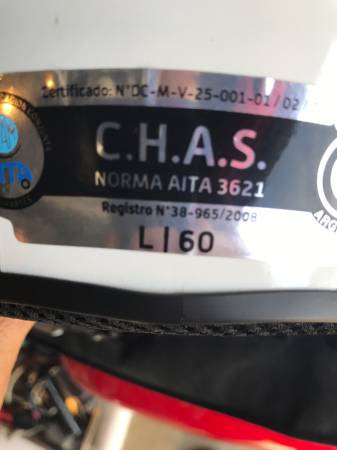 Certificado: N°DC-M-V-25-001-01/02/
C.H.A.S.
NORMA AITA 3621
Registro N°38-965/2008
L | 60